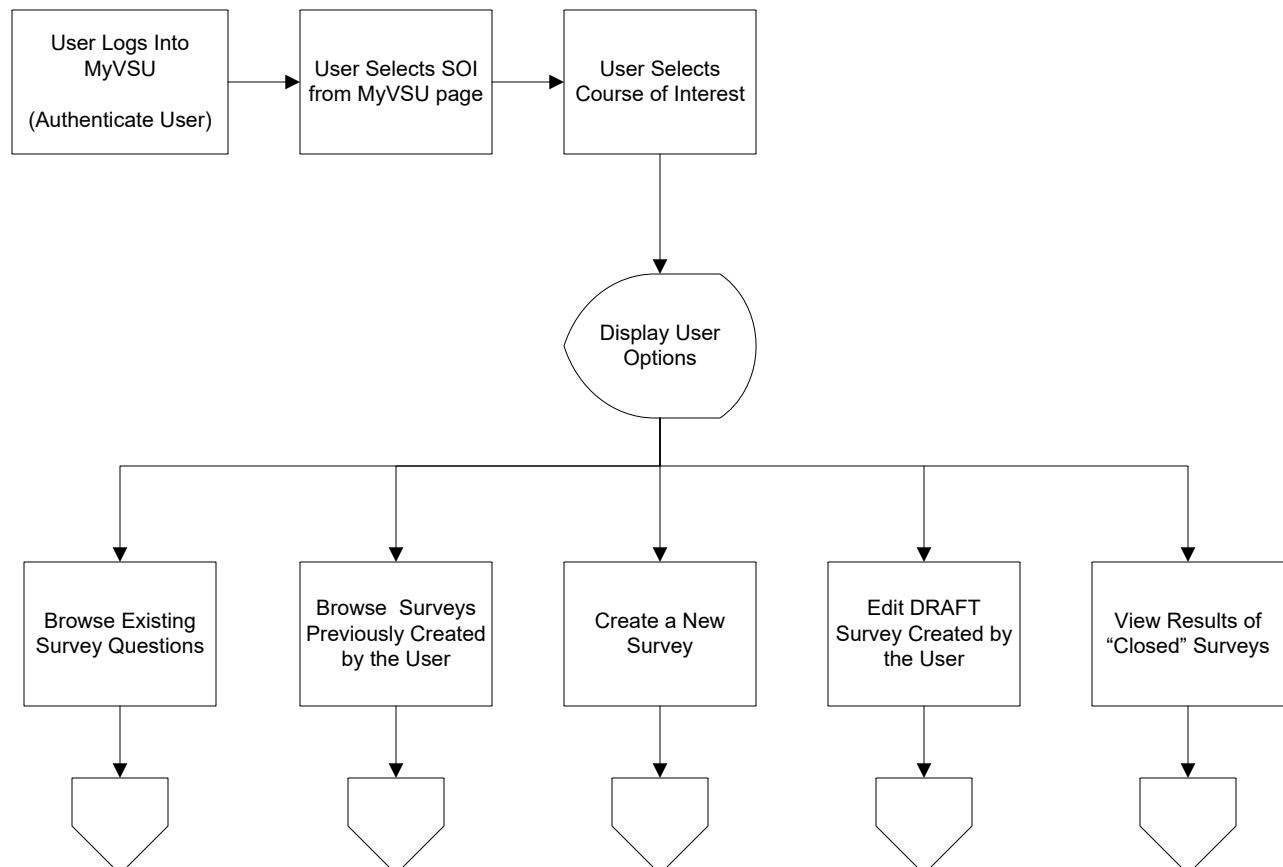 User Logs Into
MyVSU
(Authenticate User)
User Selects SOI
from MyVSU page
User Selects
Course of Interest
Display User
Options
Browse Existing
Survey Questions
Browse  Surveys
Previously Created
by the User
Create a New
Survey
Edit DRAFT
Survey Created by
the User
View Results of
“Closed” Surveys